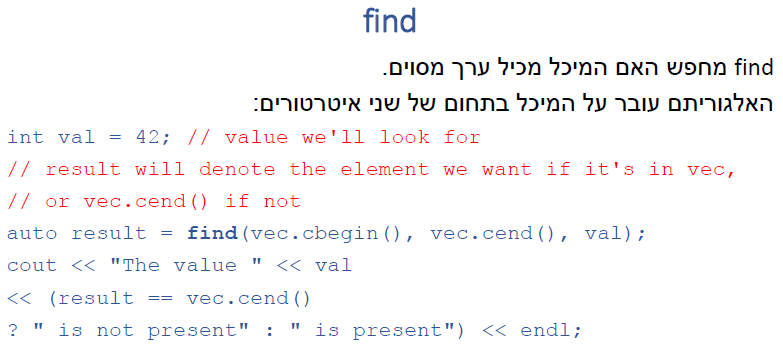 find
find מחפש האם המיכל מכיל ערך מסוים.
האלגוריתם עובר על המיכל בתחום של שני איטרטורים:
int val = 42; // value we'll look for
// result will denote the element we want if it's in vec,
// or vec.cend() if not
auto result = find(vec.cbegin(), vec.cend(), val);
cout << "The value " << val
<< (result == vec.cend()
? " is not present" : " is present") << endl;